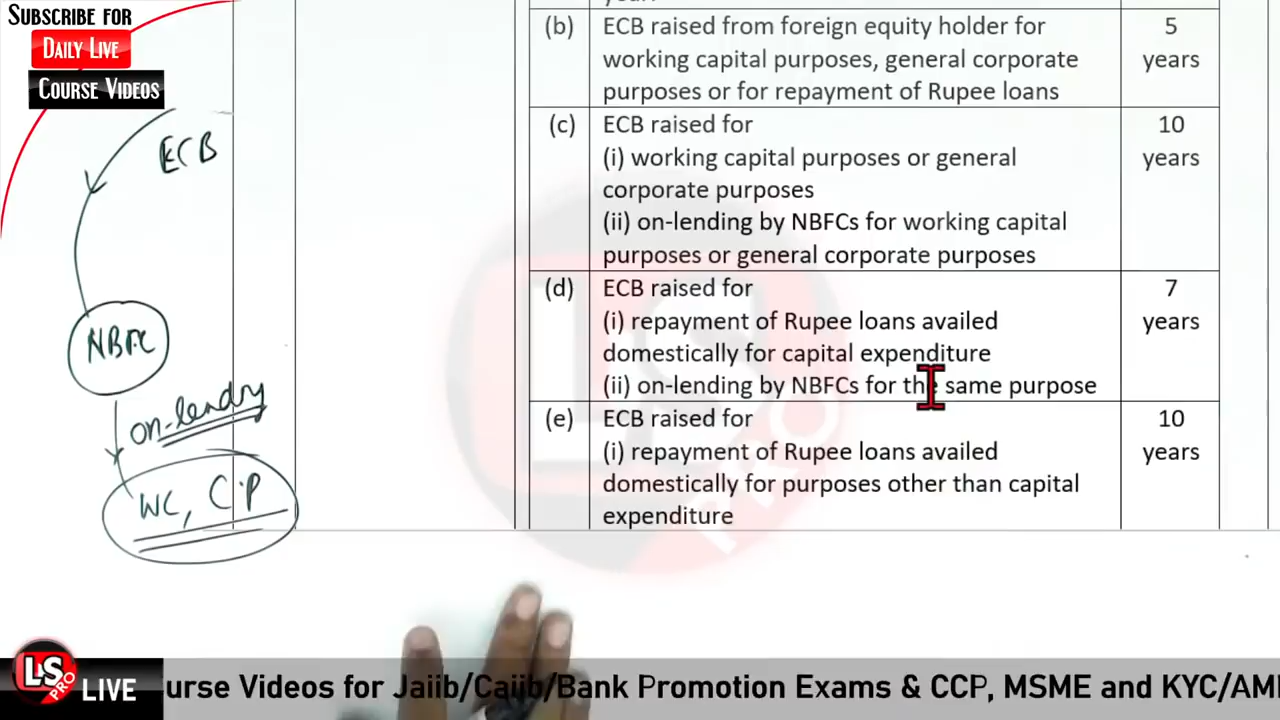 SUBSCRIBE FOR
DAILY LIVE
COURSE VIDEOS
(b) ECB raised from foreign equity holder for 5
working capital purposes, general corporate years
purposes or for repayment of Rupee loans
(c) ECB raised for 10
(i) working capital purposes or general years
corporate purposes
(ii) on-lending by NBFCs for working capital
purposes or general corporate purposes
(d) ECB raised for 7
(i) repayment of Rupee loans availed years
domestically for capital expenditure
(ii) on-lending by NBFCs for the same purpose
(e) ECB raised for 10
(i) repayment of Rupee loans availed years
domestically for purposes other than capital
expenditure
ECB
NBFC
on-lendry
WC, C.P
LS
PRO
LS PRO
LIVE
urse Videos for Jaiib/Caiib/Bank Promotion Exams & CCP, MSME and KYC/AM